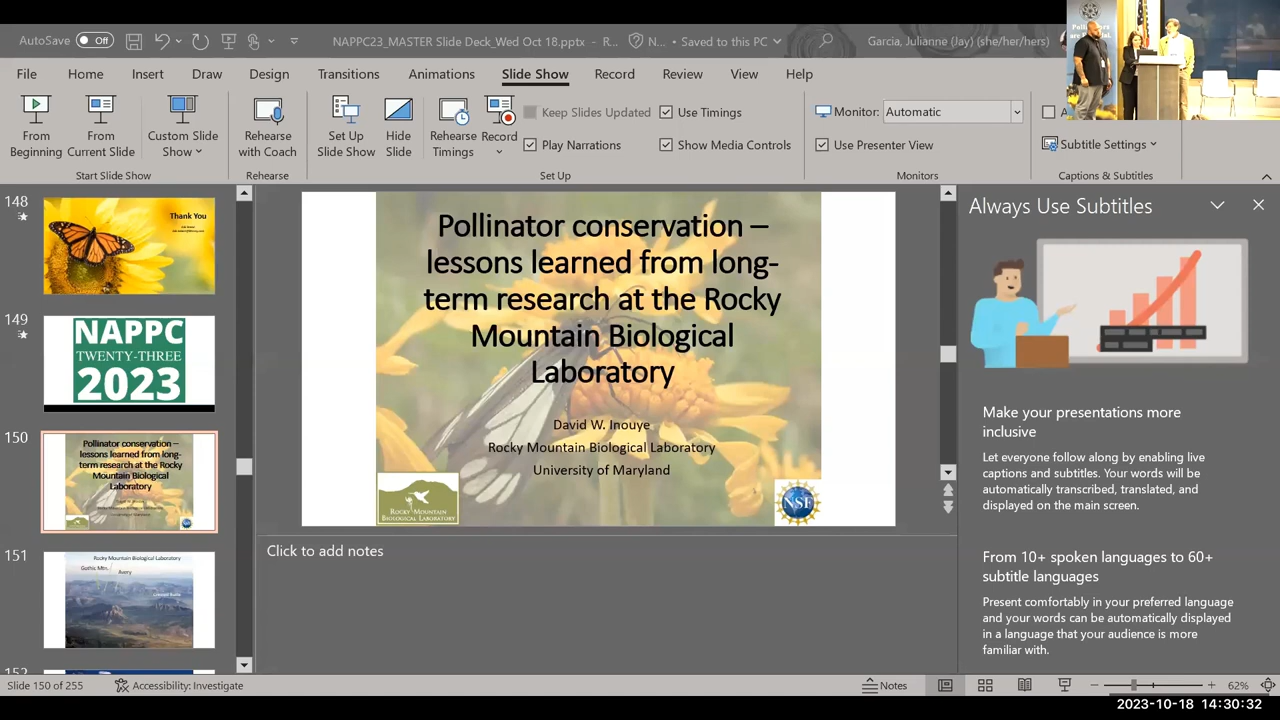 AutoSave
Off
NAPPC23_MASTER Slide Deck_Wed Oct 18.pptx - R...
N... • Saved to this PC
Garcia, Julianne (Jay) (she/her/hers)
File
Home
Insert
Draw
Design
Transitions
Animations
Slide Show
Record
Review
View
Help
From
Beginning
From
Current Slide
Custom Slide
Show
Rehearse
with Coach
Set Up
Slide Show
Hide
Slide
Rehearse
Timings
Record
Keep Slides Updated
Play Narrations
Use Timings
Show Media Controls
Monitor:
Automatic
Use Presenter View
Subtitle Settings
Start Slide Show
Rehearse
Set Up
Monitors
Captions & Subtitles
148
Thank You
149
NAPPC
TWENTY-THREE
2023
150
Pollinator conservation –
lessons learned from long-
term research at the Rocky
Mountain Biological
Laboratory
151
Rocky Mountain Biological Laboratory
Gothic Mtn.
Avery
152
Pollinator conservation –
lessons learned from long-
term research at the Rocky
Mountain Biological
Laboratory
David W. Inouye
Rocky Mountain Biological Laboratory
University of Maryland
ROCKY MOUNTAIN
BIOLOGICAL LABORATORY
NSF
Click to add notes
Always Use Subtitles
Make your presentations more
inclusive
Let everyone follow along by enabling live
captions and subtitles. Your words will be
automatically transcribed, translated, and
displayed on the main screen.
From 10+ spoken languages to 60+
subtitle languages
Present comfortably in your preferred language
and your words can be automatically displayed
in a language that your audience is more
familiar with.
Slide 150 of 255
Accessibility: Investigate
Notes
62%
2023-10-18 14:30:32